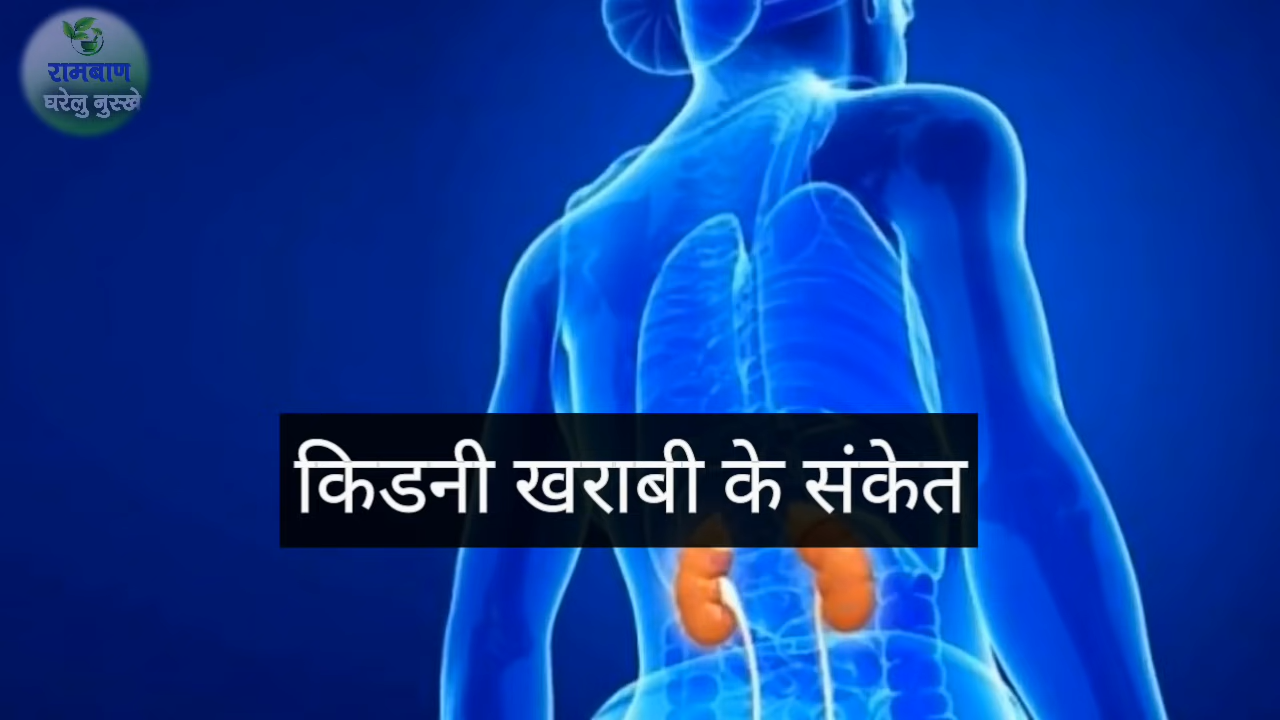 रामबाण
घरेलु नुस्खे
किडनी खराबी के संकेत